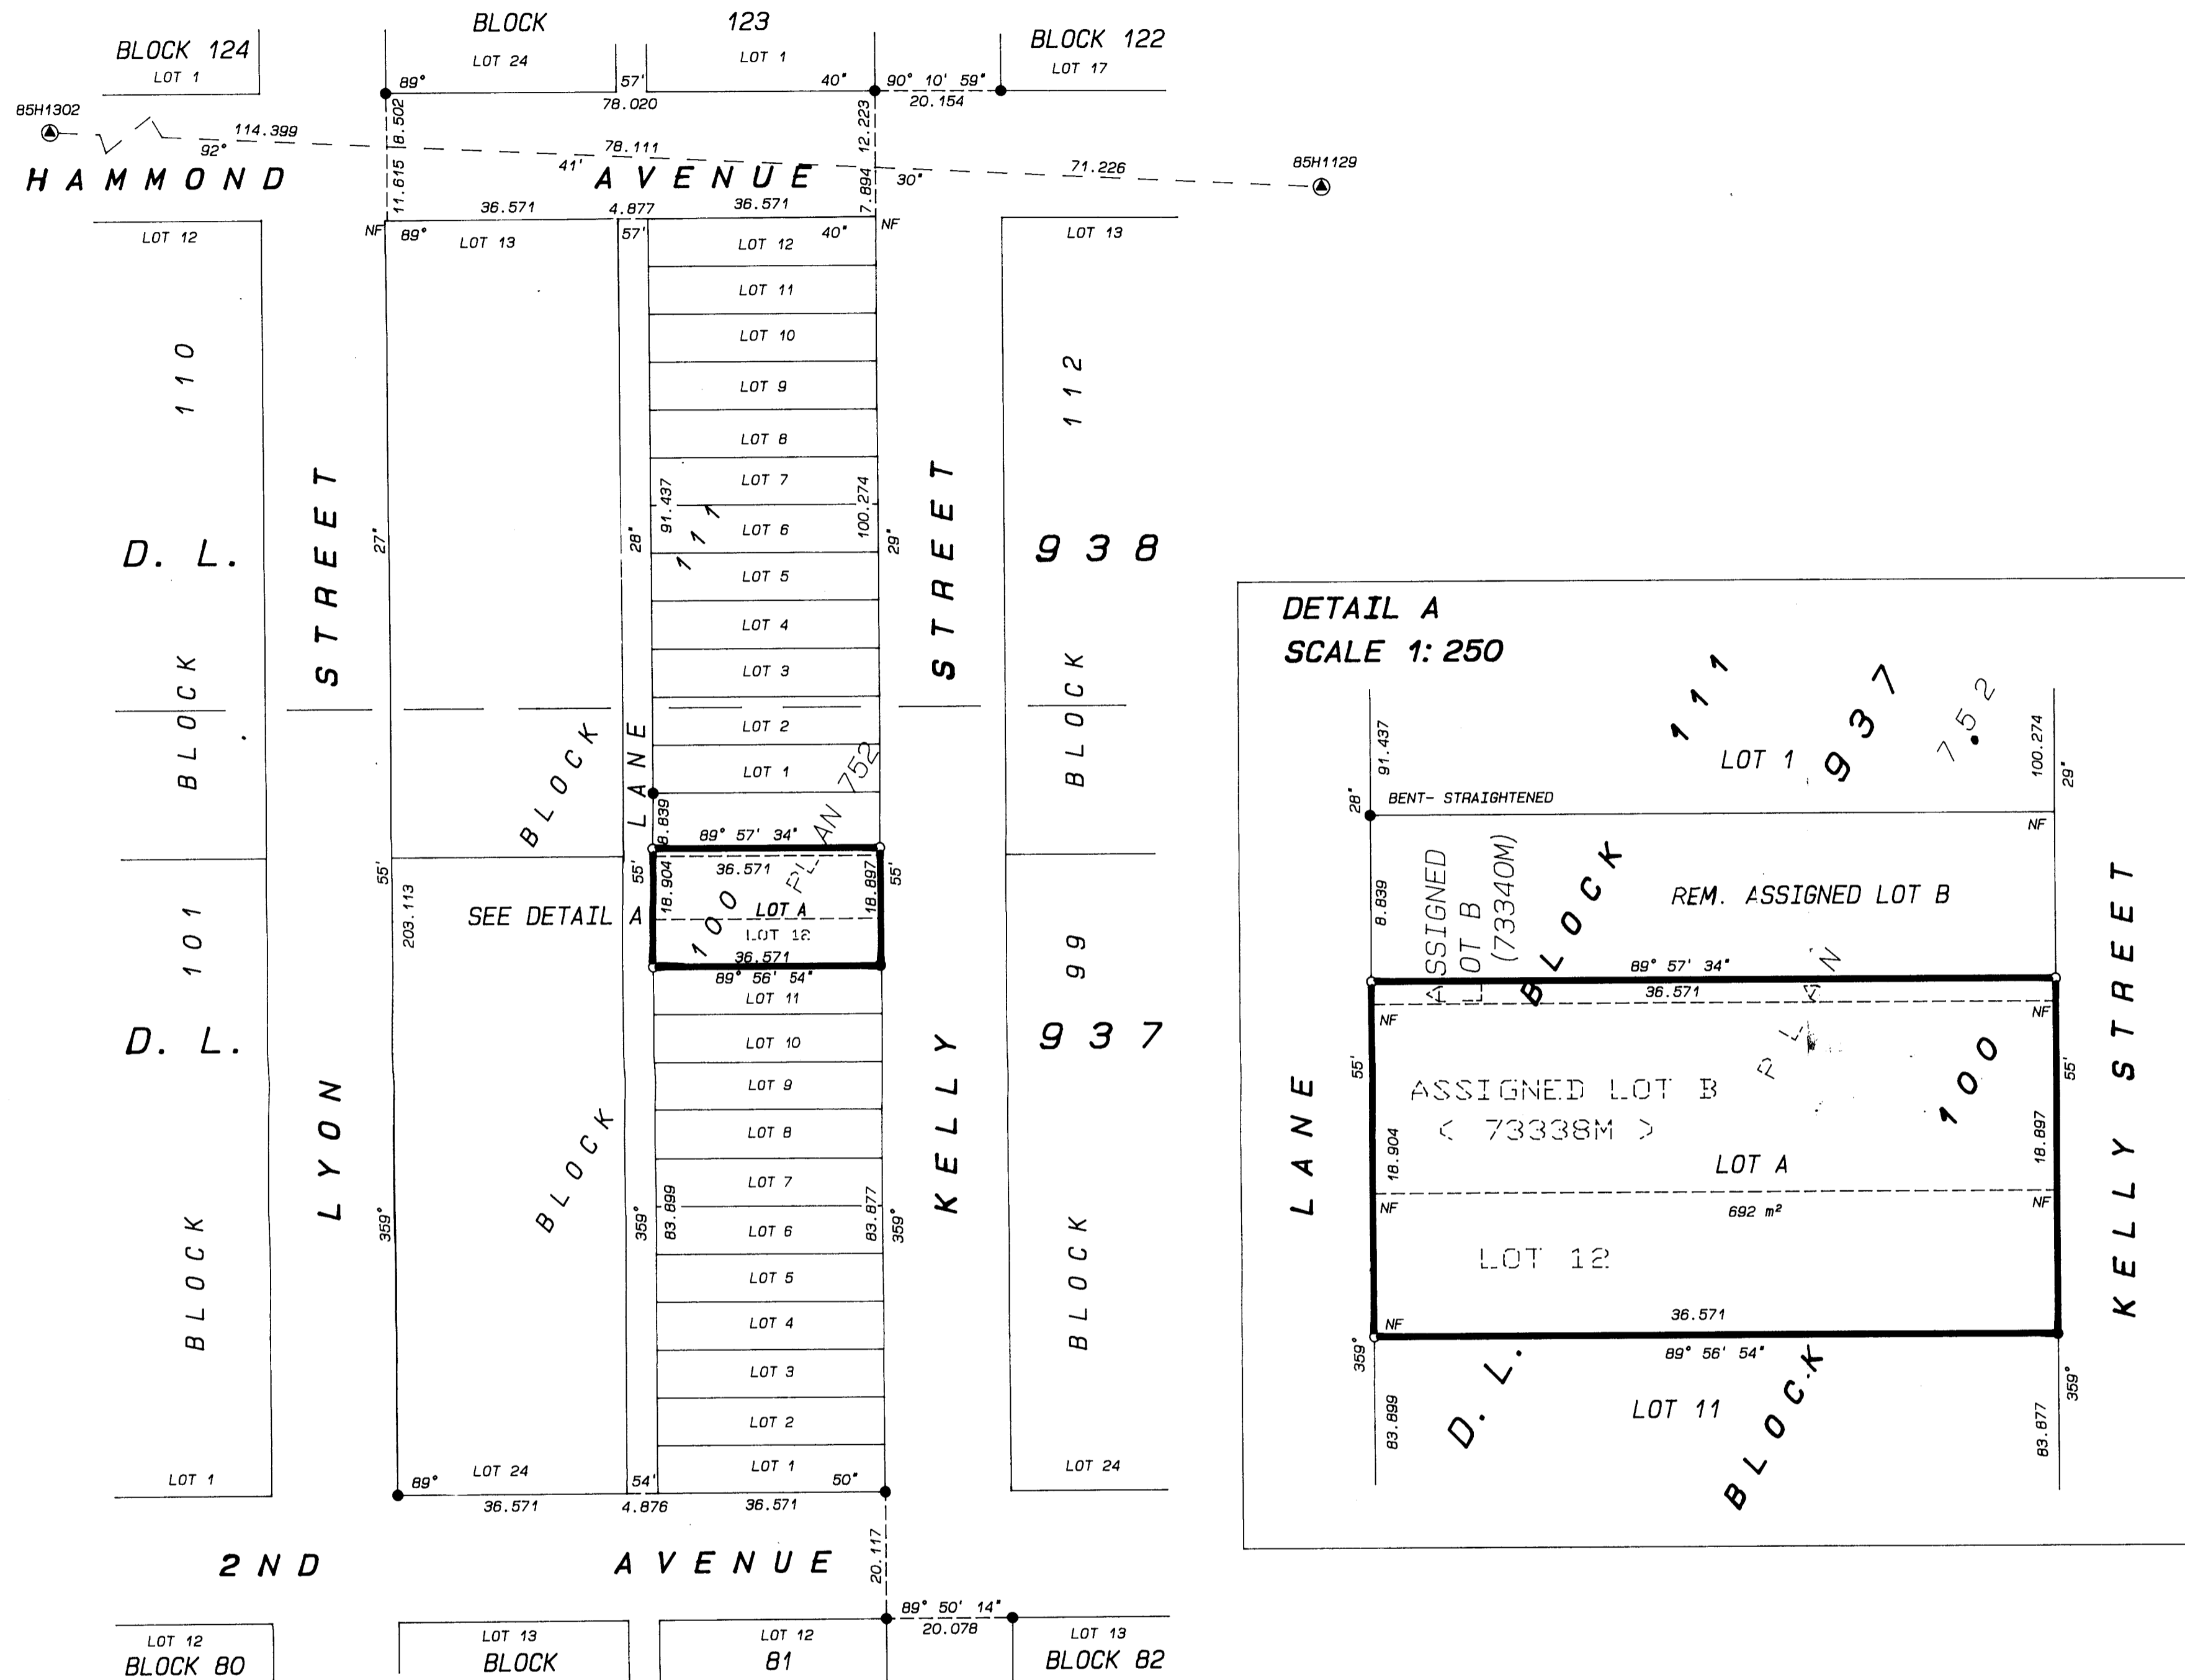 BLOCK 123
BLOCK 124
LOT 1
LOT 24
LOT 1
BLOCK 122
LOT 17
89° 57' 40"
78.020
90° 10' 59"
20.154
85H1302
114.399
92° 41' 30"
78.111
71.226
85H1129
8.502
11.615
12.223
7.894
HAMMOND AVENUE
36.571
4.877
36.571
NF
89° 57' 40"
NF
LOT 12
LOT 13
LOT 12
LOT 13
LOT 11
LOT 10
LOT 9
LOT 8
LOT 7
LOT 6
LOT 5
LOT 4
LOT 3
LOT 2
LOT 1
BLOCK 110
BLOCK 111
BLOCK 112
91.437
100.274
D. L. 938
LYON STREET
KELLY STREET
LANE
359° 55' 27"
359° 55' 28"
359° 55' 29"
203.113
8.839
PLAN 752
89° 57' 34"
36.571
18.904
18.897
SEE DETAIL A
LOT A
LOT 12
36.571
89° 56' 54"
BLOCK 101
BLOCK 100
BLOCK 99
D. L. 937
LOT 11
LOT 10
LOT 9
LOT 8
LOT 7
LOT 6
LOT 5
LOT 4
LOT 3
LOT 2
LOT 1
83.899
83.877
LOT 1
LOT 24
LOT 24
89° 54' 50"
36.571
4.876
36.571
2ND AVENUE
20.117
89° 50' 14"
20.078
LOT 12
BLOCK 80
LOT 13
LOT 12
BLOCK 81
LOT 13
BLOCK 82
DETAIL A
SCALE 1:250
BLOCK 111
D. L. 937
PLAN 752
91.437
LOT 1
100.274
28"
29"
BENT- STRAIGHTENED
NF
8.839
ASSIGNED
LOT B
(73340M)
REM. ASSIGNED LOT B
89° 57' 34"
36.571
NF
NF
55'
55'
LANE
KELLY STREET
ASSIGNED LOT B
< 73338M >
BLOCK 100
18.904
18.897
LOT A
NF
NF
692 m²
LOT 12
36.571
NF
89° 56' 54"
359°
359°
LOT 11
83.899
83.877